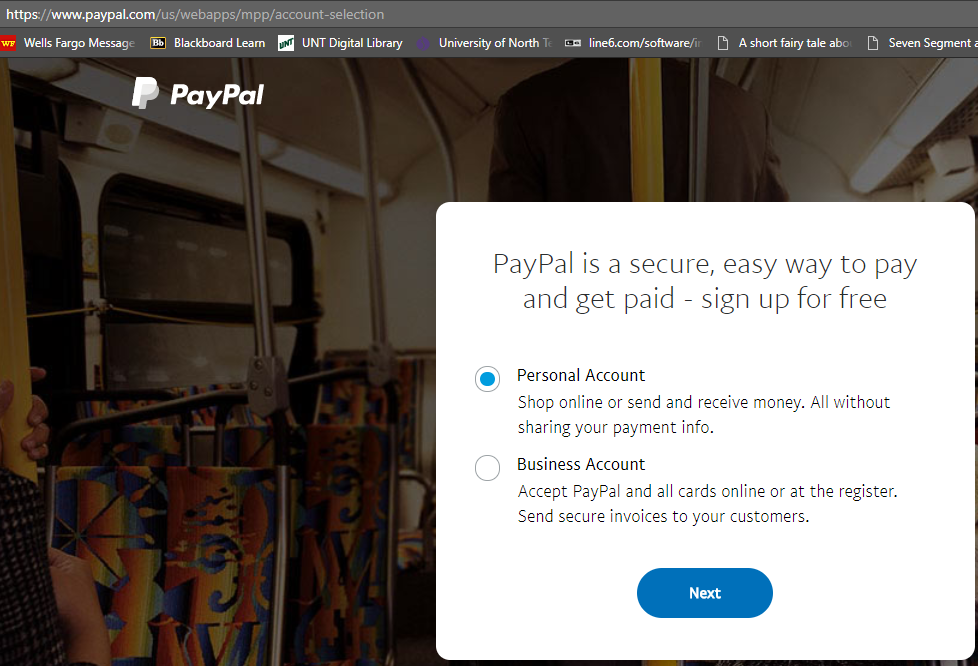 https://www.paypal.com/us/webapps/mpp/account-selection
WF Wells Fargo Message Bb Blackboard Learn UNT UNT Digital Library University of North line6.com/software/ A short fairy tale Seven Segment
PayPal
PayPal is a secure, easy way to pay
and get paid - sign up for free
Personal Account
Shop online or send and receive money. All without
sharing your payment info.
Business Account
Accept PayPal and all cards online or at the register.
Send secure invoices to your customers.
Next